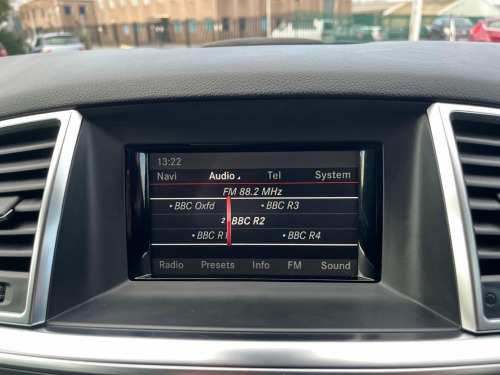 13:22
Navi Audio Tel System
FM 88.2 MHz
• BBC Oxfd • BBC R3
2 BBC R2
• BBC R1 • BBC R4
Radio Presets Info FM Sound